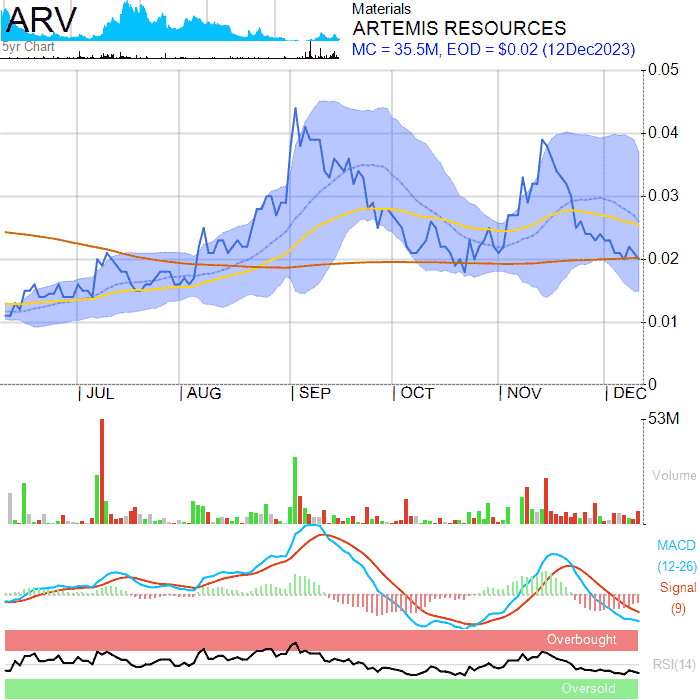 ARV
5yr Chart
Materials
ARTEMIS RESOURCES
MC = 35.5M, EOD = $0.02 (12Dec2023)
0.05
0.04
0.03
0.02
0.01
0
| JUL | AUG | SEP | OCT | NOV | DEC
53M
Volume
MACD
(12-26)
Signal
(9)
Overbought
RSI(14)
Oversold